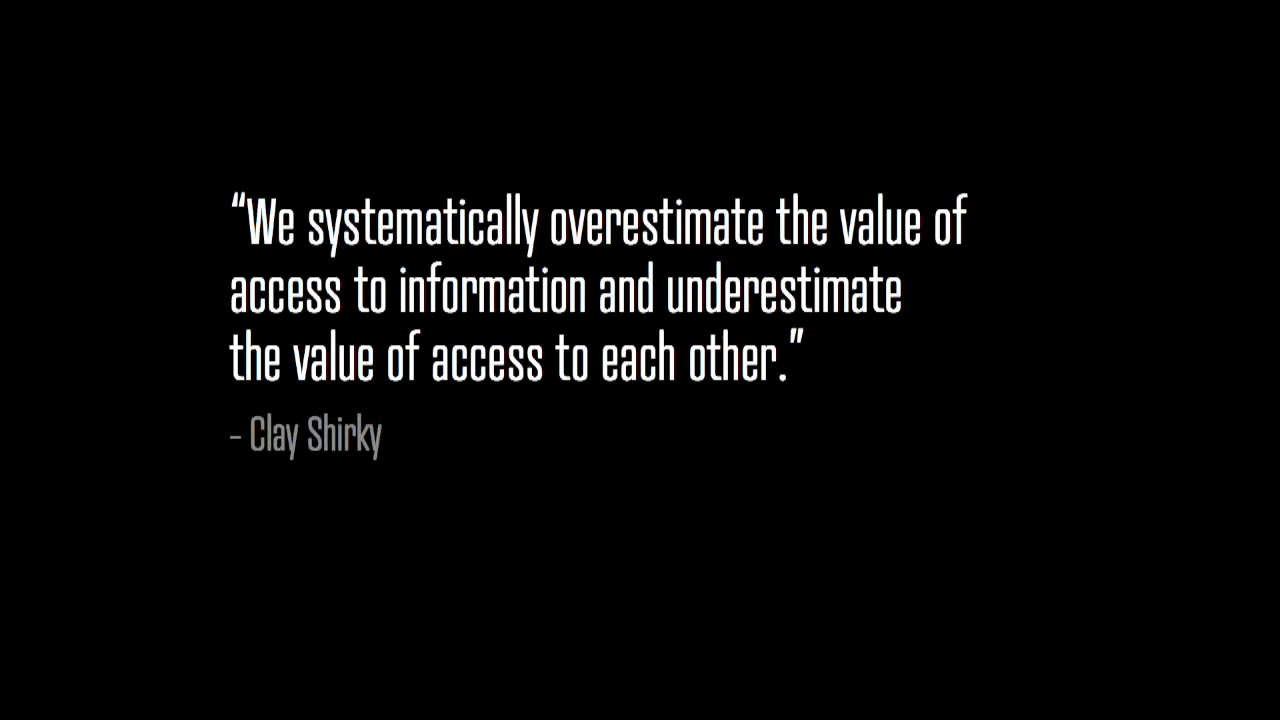 “We systematically overestimate the value of
access to information and underestimate
the value of access to each other.”
- Clay Shirky